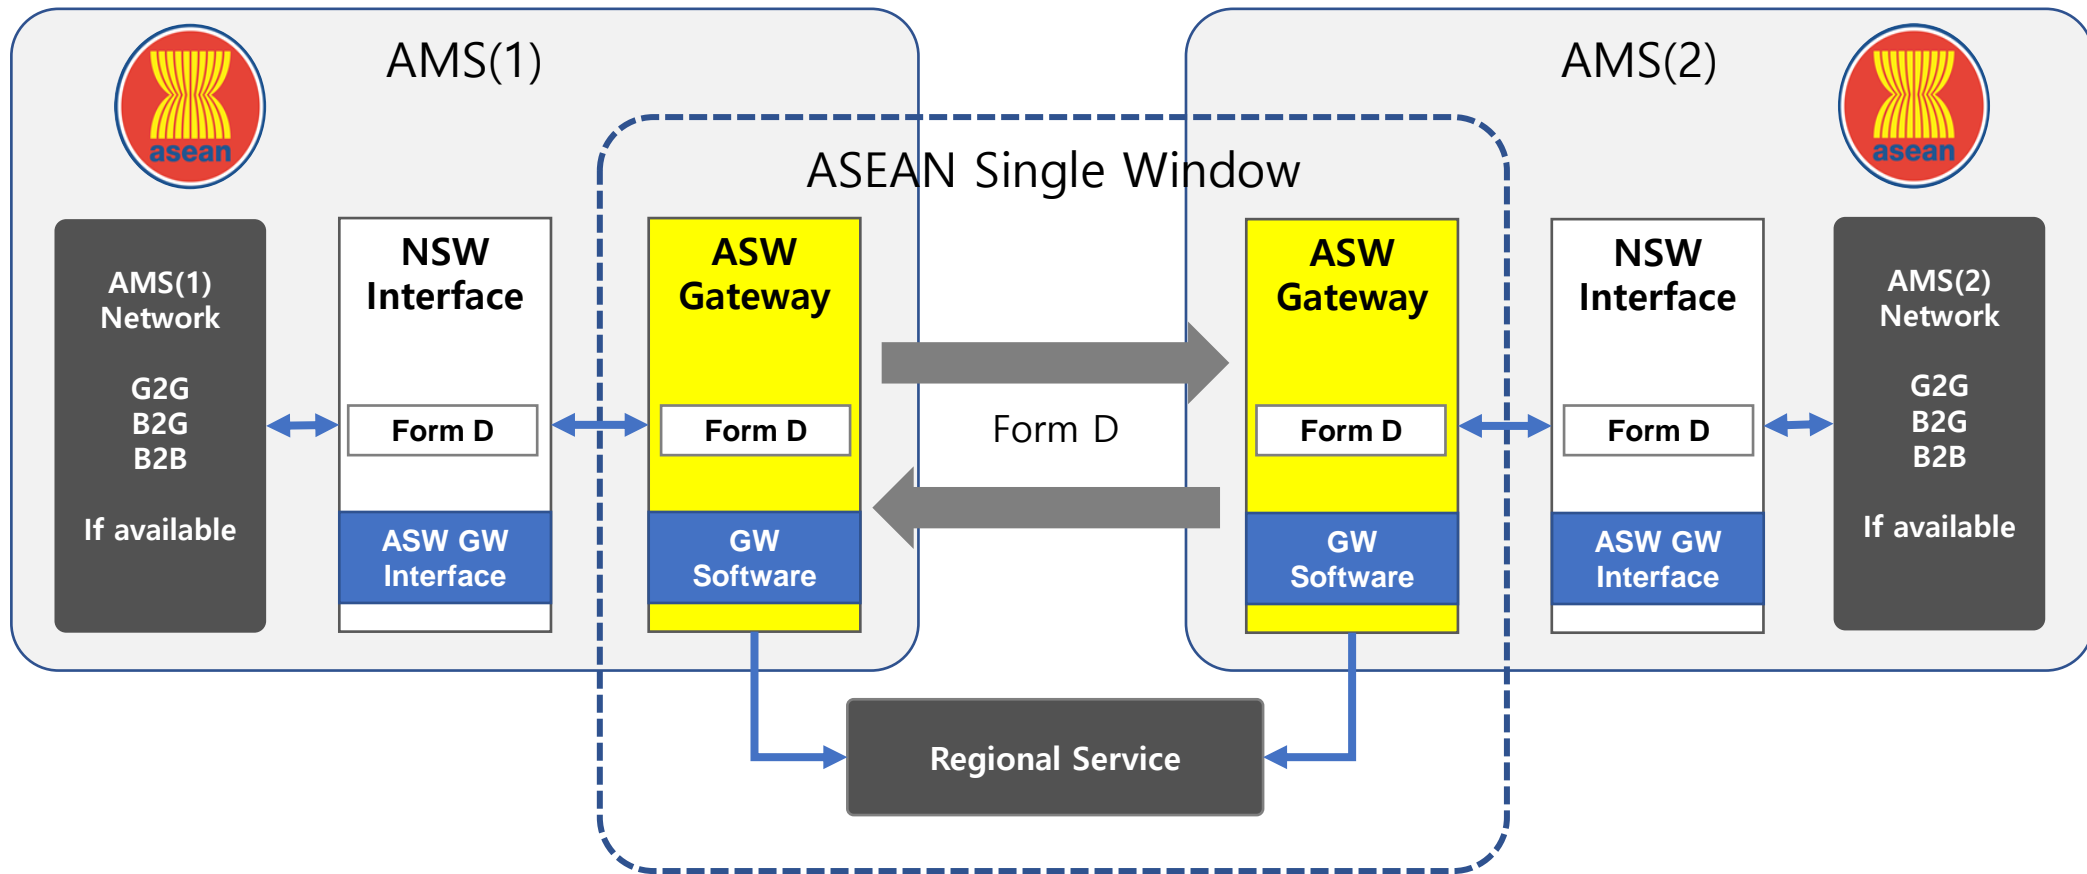 AMS(1)
asean
AMS(1)
Network
G2G
B2G
B2B
If available
NSW
Interface
Form D
ASW GW
Interface
ASEAN Single Window
ASW
Gateway
Form D
GW
Software
Form D
Regional Service
AMS(2)
asean
ASW
Gateway
Form D
GW
Software
NSW
Interface
Form D
ASW GW
Interface
AMS(2)
Network
G2G
B2G
B2B
If available